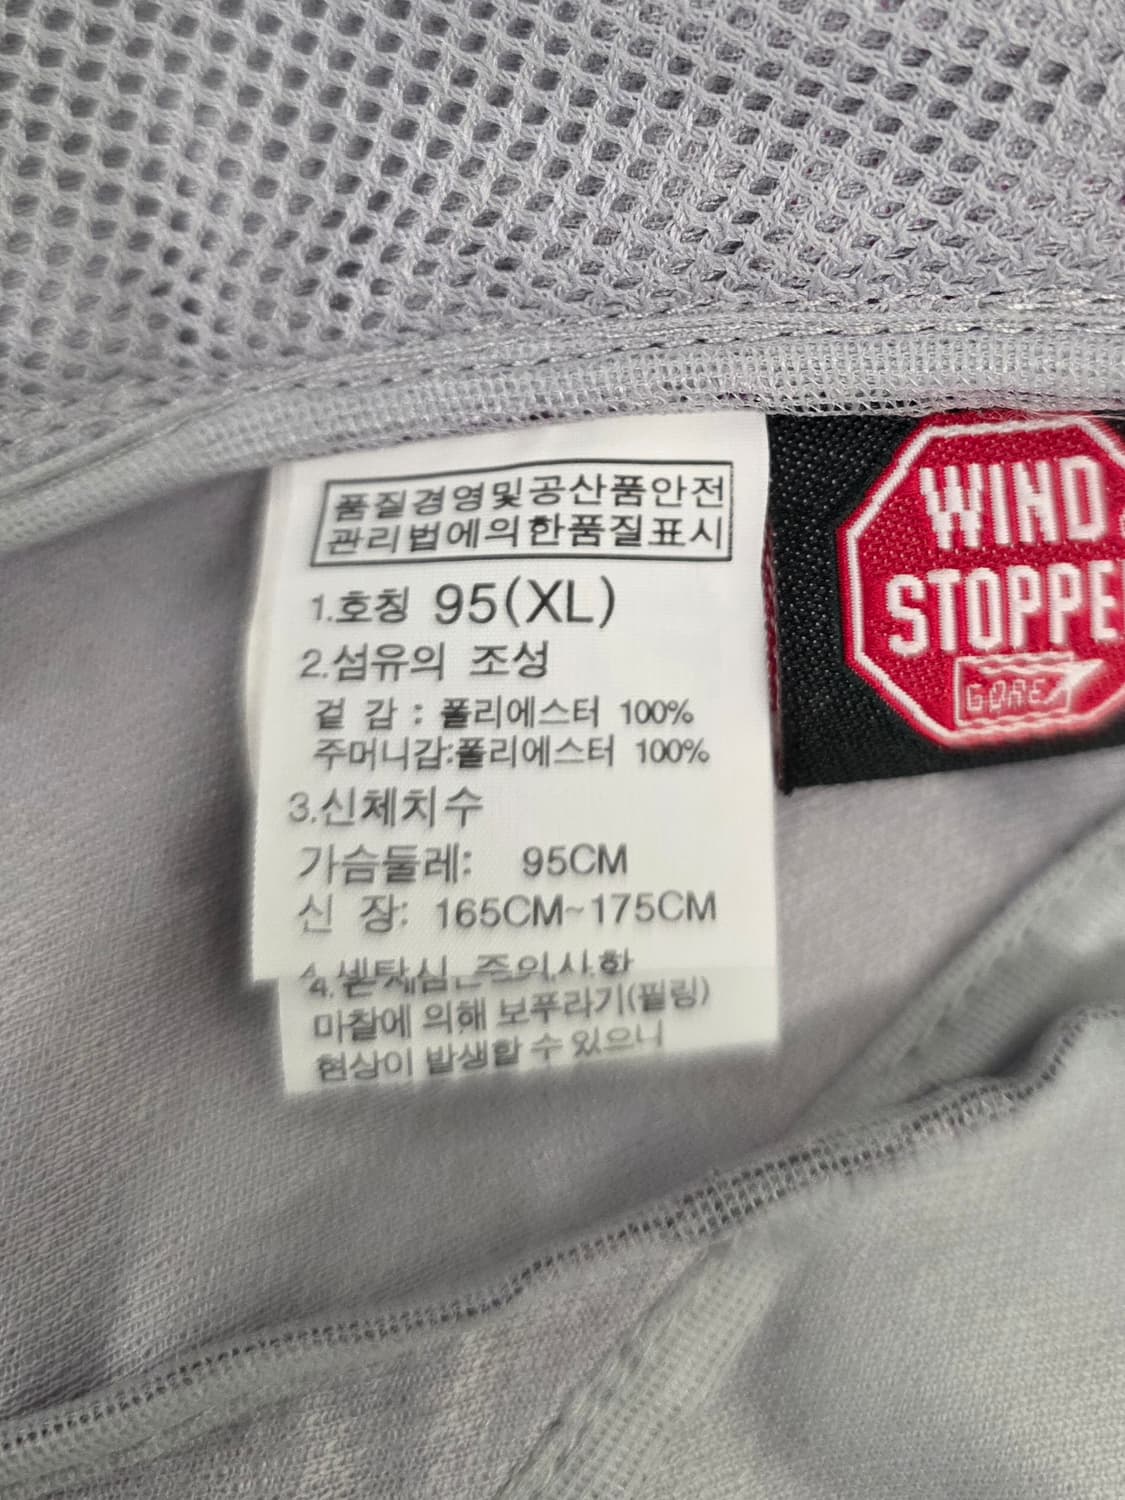 품질경영및공산품안전
관리법에의한품질표시
1.호칭 95(XL)
2.섬유의 조성
겉 감 : 폴리에스터 100%
주머니감:폴리에스터 100%
3.신체치수
가슴둘레: 95CM
신 장: 165CM~175CM
4. 주의사항
마찰에 의해 보푸라기(필링)
현상이 발생할 수 있으니
WIND
STOPPE
GORE